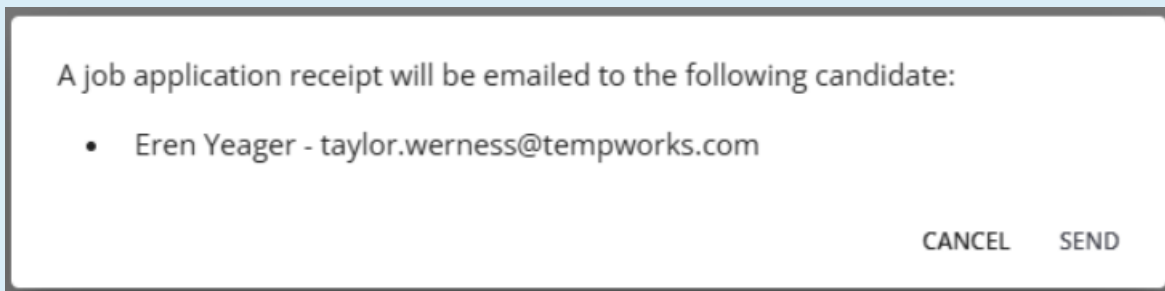 A job application receipt will be emailed to the following candidate:
• Eren Yeager - taylor.werness@tempworks.com
CANCEL SEND